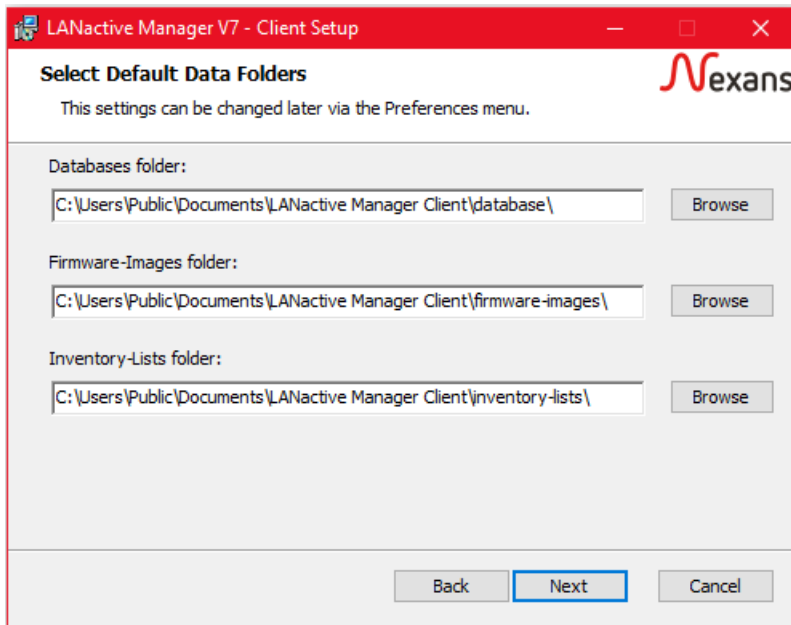 LANactive Manager V7 - Client Setup
Select Default Data Folders
This settings can be changed later via the Preferences menu.
Nexans
Databases folder:
C:\Users\Public\Documents\LANactive Manager Client\database\
Browse
Firmware-Images folder:
C:\Users\Public\Documents\LANactive Manager Client\firmware-images\
Browse
Inventory-Lists folder:
C:\Users\Public\Documents\LANactive Manager Client\inventory-lists\
Browse
Back
Next
Cancel